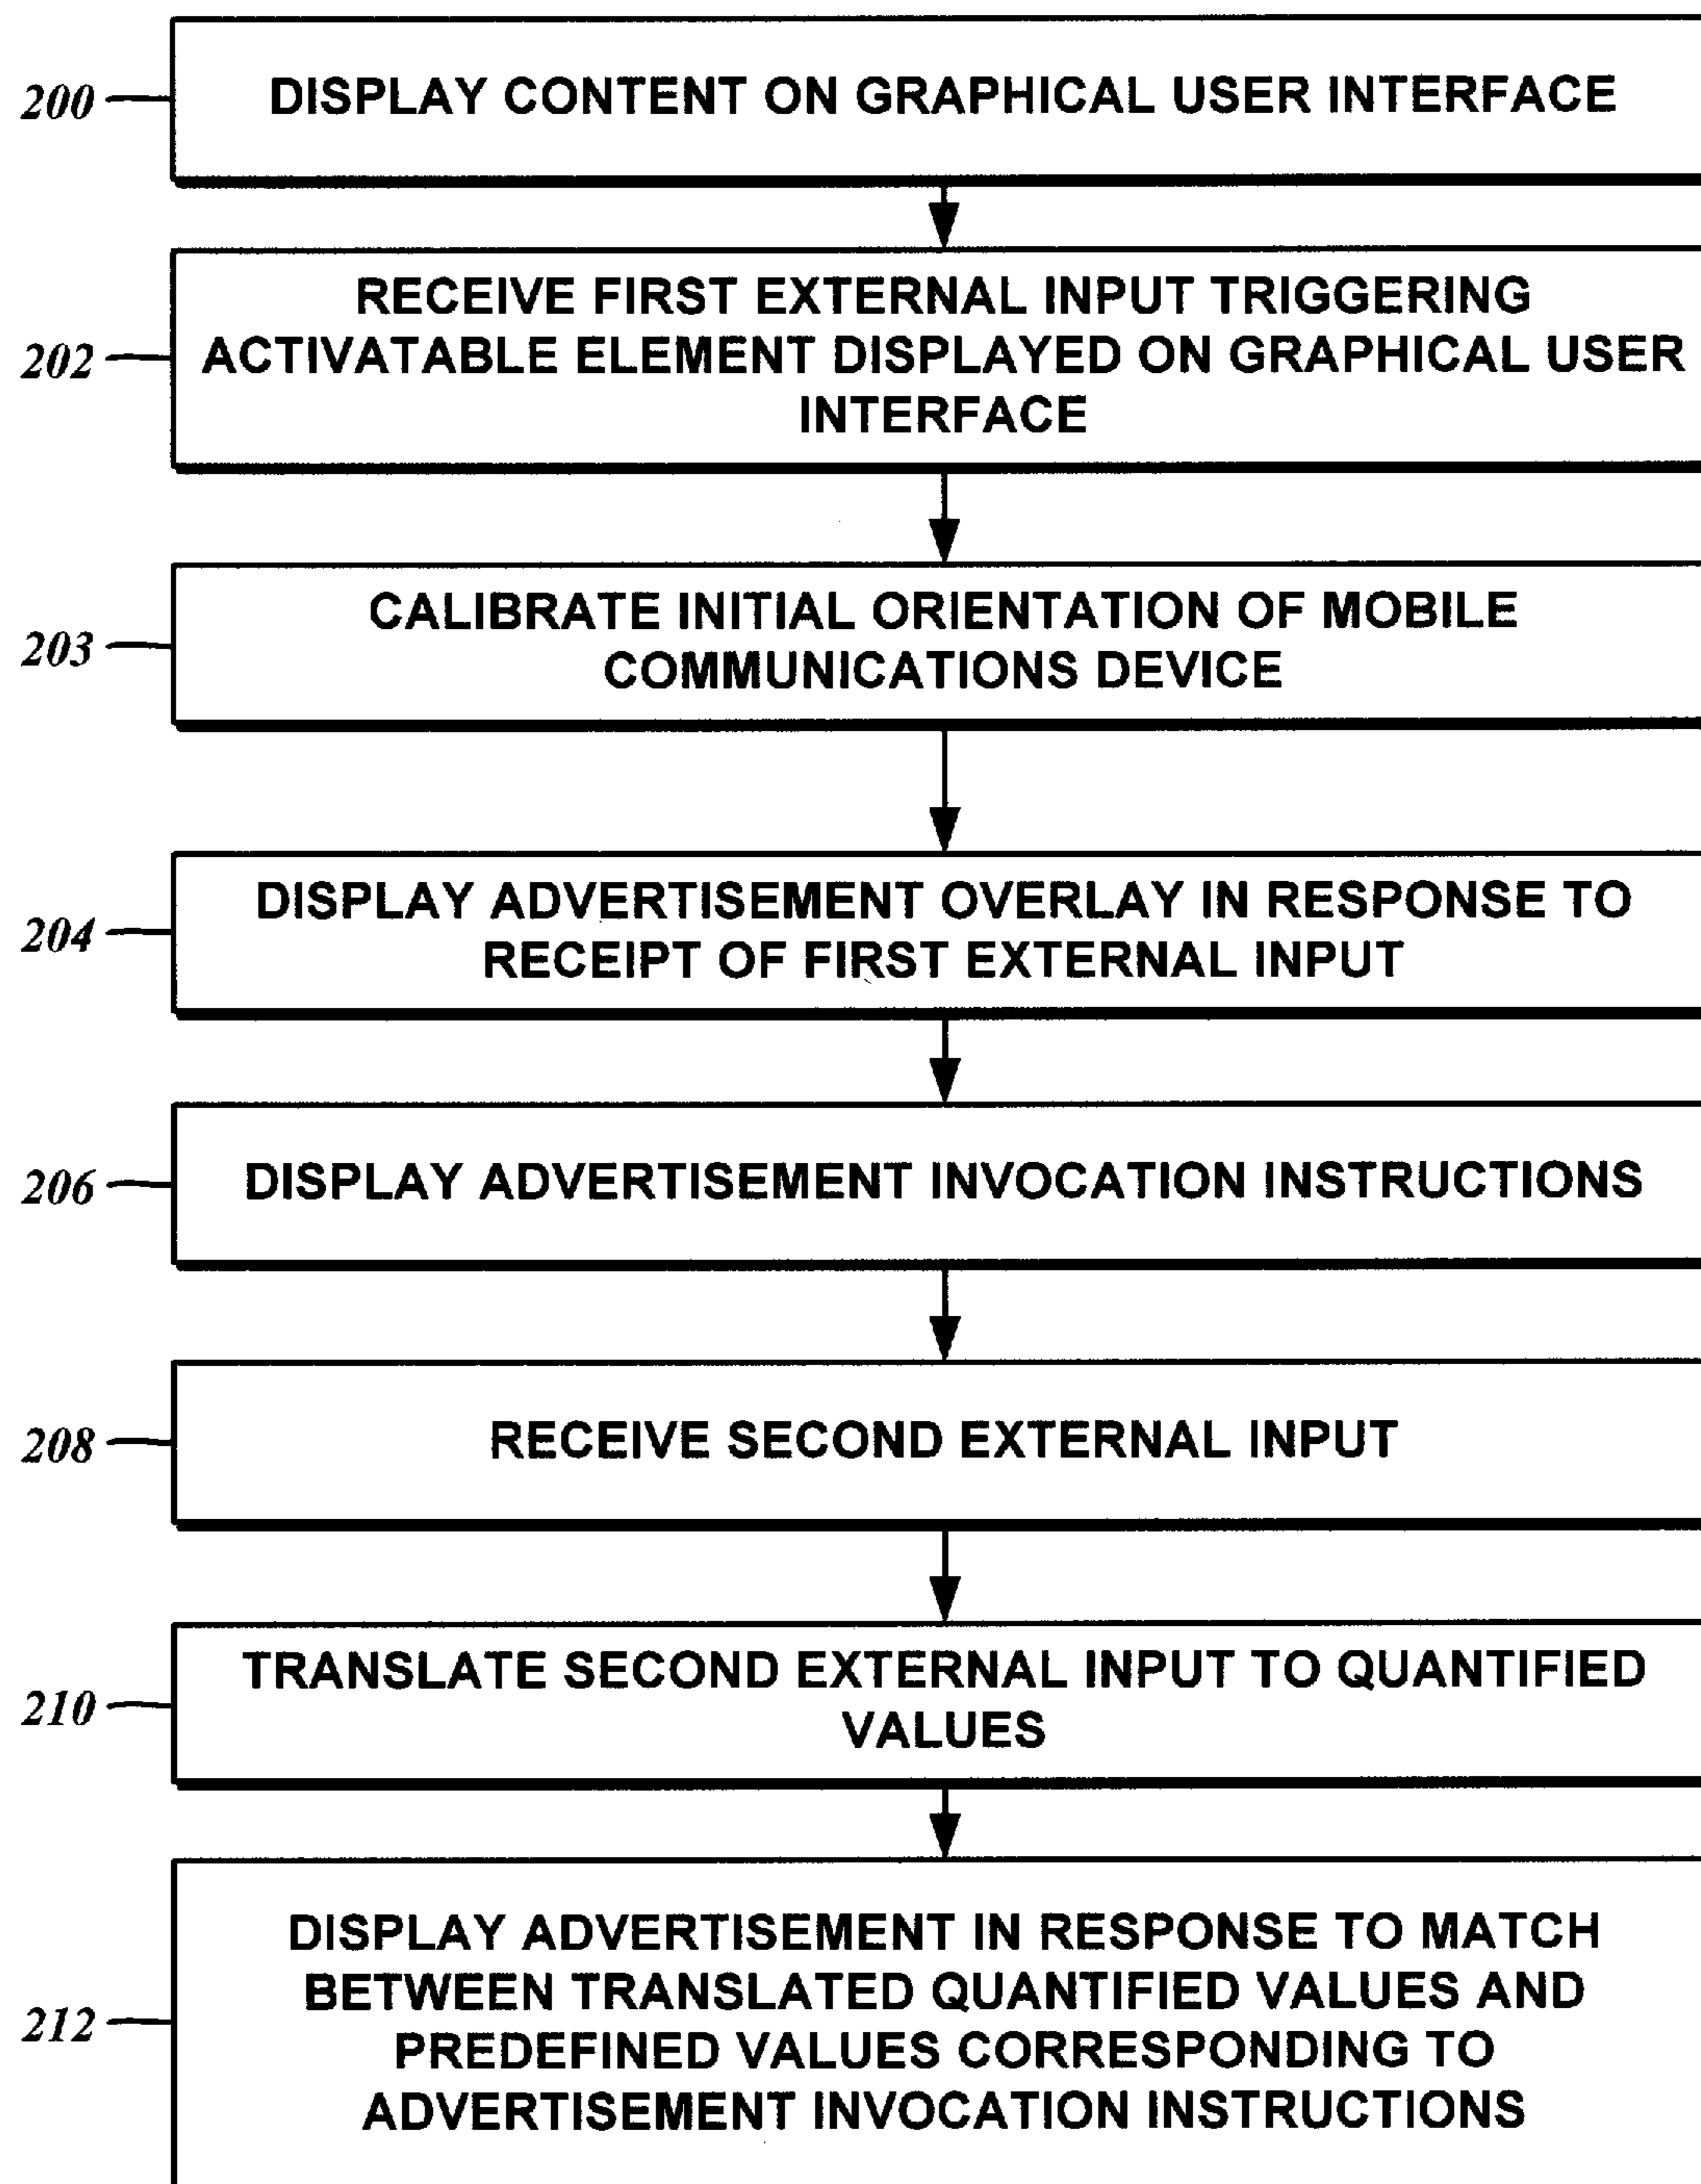 200
DISPLAY CONTENT ON GRAPHICAL USER INTERFACE
RECEIVE FIRST EXTERNAL INPUT TRIGGERING
202
ACTIVATABLE ELEMENT DISPLAYED ON GRAPHICAL USER
INTERFACE
203
CALIBRATE INITIAL ORIENTATION OF MOBILE
COMMUNICATIONS DEVICE
204
DISPLAY ADVERTISEMENT OVERLAY IN RESPONSE TO
RECEIPT OF FIRST EXTERNAL INPUT
206
DISPLAY ADVERTISEMENT INVOCATION INSTRUCTIONS
208
RECEIVE SECOND EXTERNAL INPUT
210
TRANSLATE SECOND EXTERNAL INPUT TO QUANTIFIED
VALUES
212
DISPLAY ADVERTISEMENT IN RESPONSE TO MATCH
BETWEEN TRANSLATED QUANTIFIED VALUES AND
PREDEFINED VALUES CORRESPONDING TO
ADVERTISEMENT INVOCATION INSTRUCTIONS